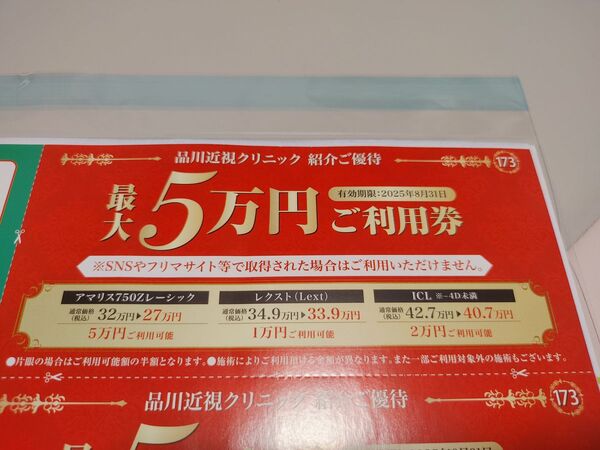 品川近視クリニック 紹介ご優待
173
有効期限:2025年8月31日
最大5万円ご利用券
※SNSやフリマサイト等で取得された場合はご利用いただけません。
アマリス750Zレーシック
通常価格(税込) 32万円▶27万円
5万円ご利用可能
レクスト(Lext)
通常価格(税込) 34.9万円▶33.9万円
1万円ご利用可能
ICL ※-4D未満
通常価格(税込) 42.7万円▶40.7万円
2万円ご利用可能
●片眼の場合はご利用可能額の半額となります。●施術によりご利用頂ける金額が異なります。また一部ご利用対象外の施術もございます。
品川近視クリニック 紹介ご優待
173